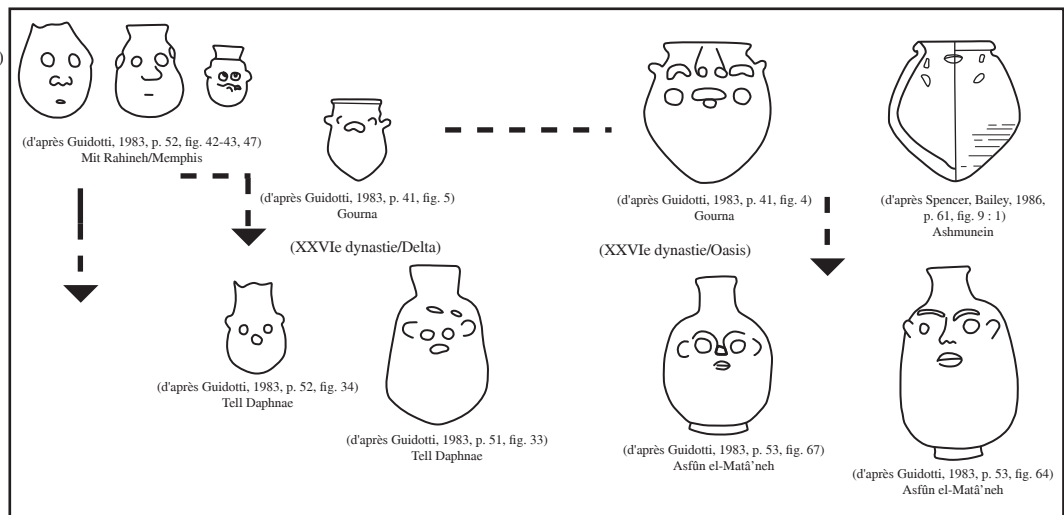 )
(d'après Guidotti, 1983, p. 52, fig. 42-43, 47)
Mit Rahineh/Memphis
(d'après Guidotti, 1983, p. 41, fig. 5)
Gourna
(d'après Guidotti, 1983, p. 41, fig. 4)
Gourna
(d'après Spencer, Bailey, 1986,
p. 61, fig. 9 : 1)
Ashmunein
(XXVIe dynastie/Delta)
(XXVIe dynastie/Oasis)
(d'après Guidotti, 1983, p. 52, fig. 34)
Tell Daphnae
(d'après Guidotti, 1983, p. 51, fig. 33)
Tell Daphnae
(d'après Guidotti, 1983, p. 53, fig. 67)
Asfûn el-Matâ'neh
(d'après Guidotti, 1983, p. 53, fig. 64)
Asfûn el-Matâ'neh